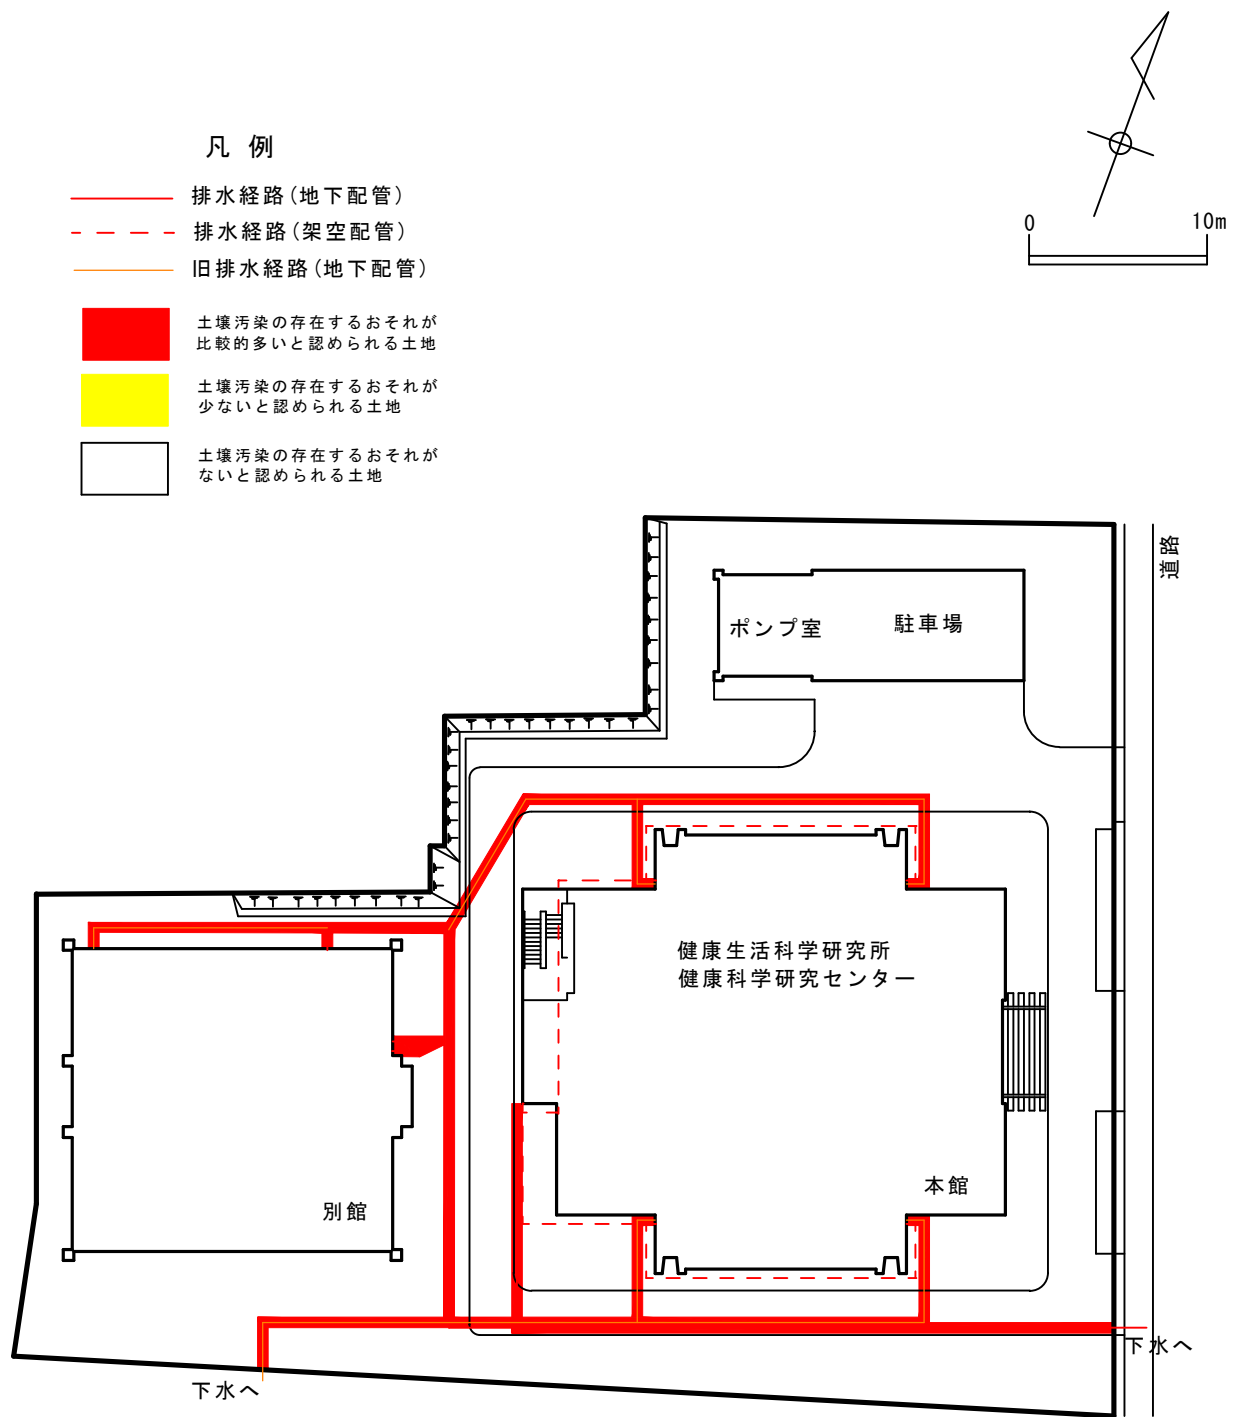 凡 例
排水経路(地下配管)
排水経路(架空配管)
旧排水経路(地下配管)
土壌汚染の存在するおそれが
比較的多いと認められる土地
土壌汚染の存在するおそれが
少ないと認められる土地
土壌汚染の存在するおそれが
ないと認められる土地
0 10m
道路
ポンプ室 駐車場
健康生活科学研究所
健康科学研究センター
本館
別館
下水へ
下水へ